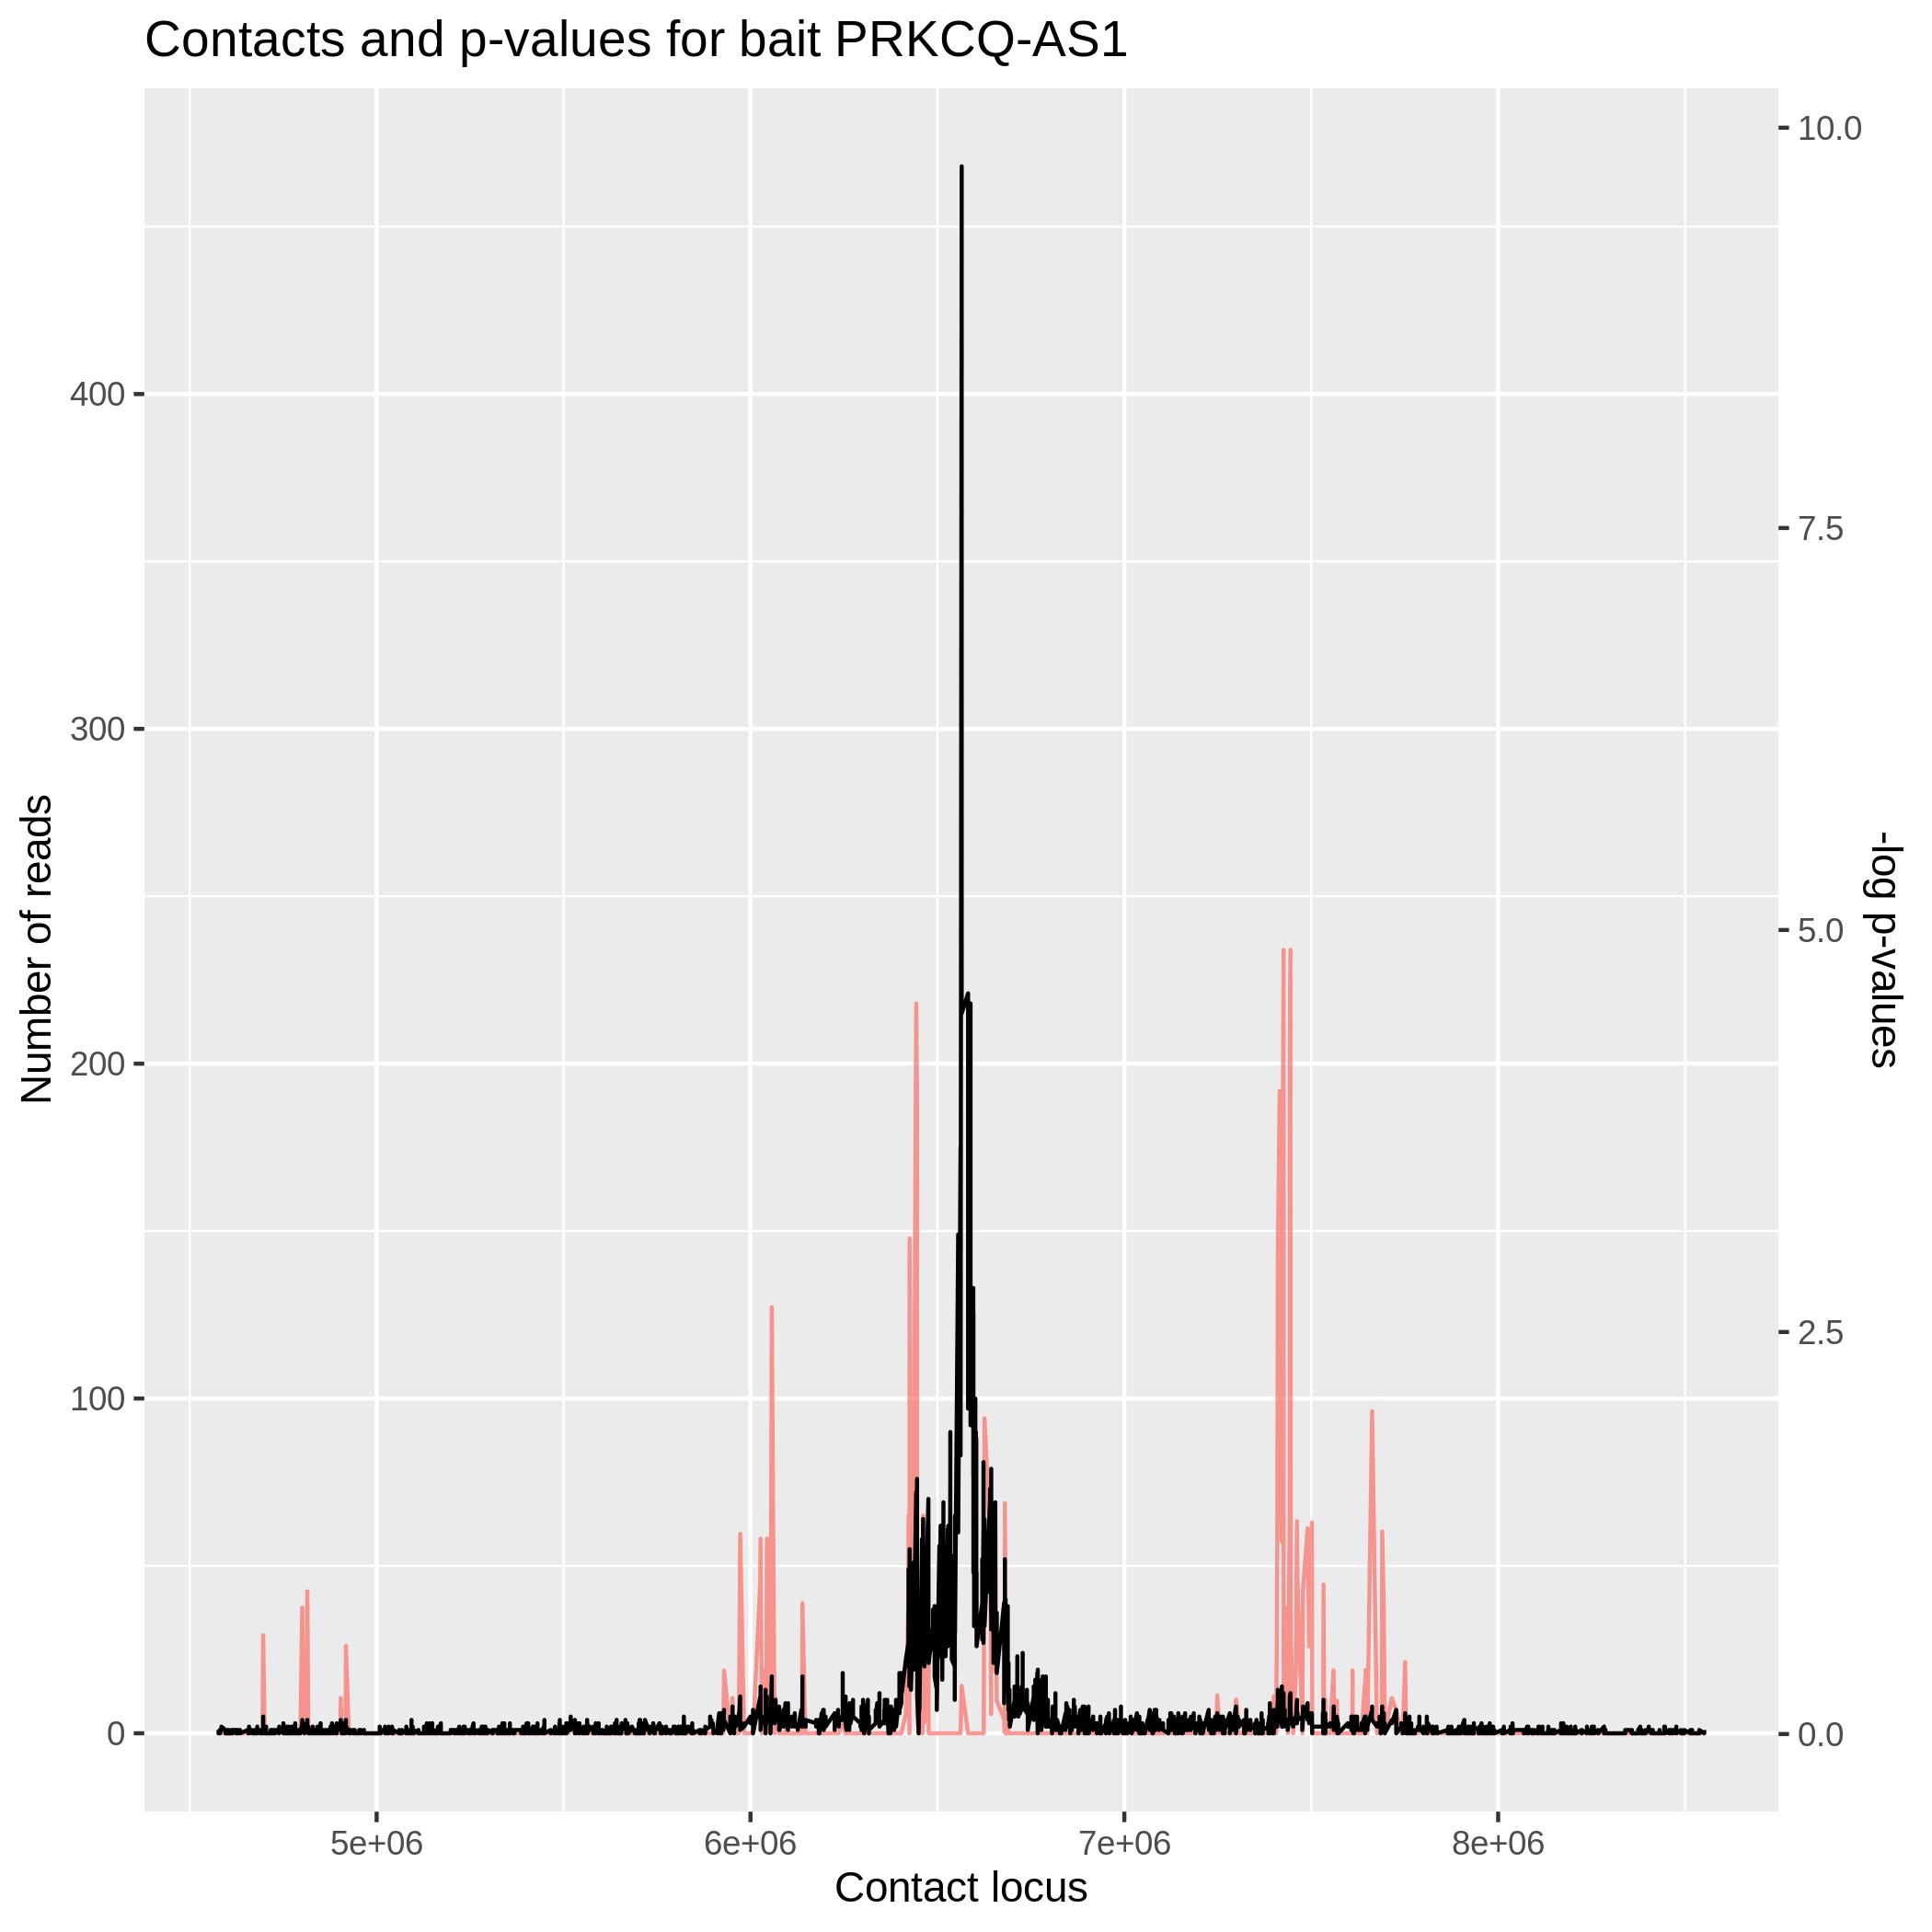 Contacts and p-values for bait PRKCQ-AS1
Number of reads
400
300
200
100
0
10.0
7.5
5.0
2.5
0.0
-log p-values
5e+06
6e+06
7e+06
8e+06
Contact locus